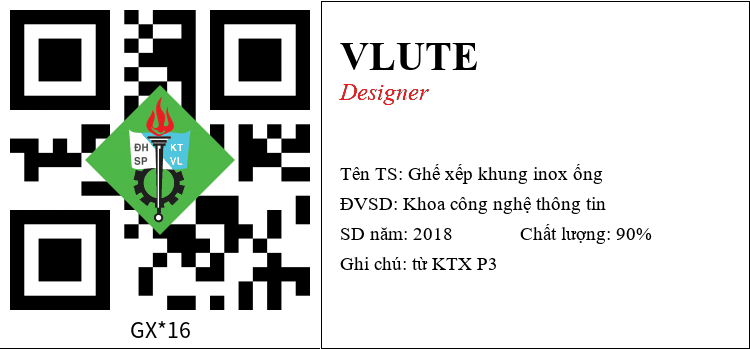 ĐH KT
SP VL
GX*16
VLUTE
Designer
Tên TS: Ghế xếp khung inox ống
ĐVSD: Khoa công nghệ thông tin
SD năm: 2018 Chất lượng: 90%
Ghi chú: từ KTX P3